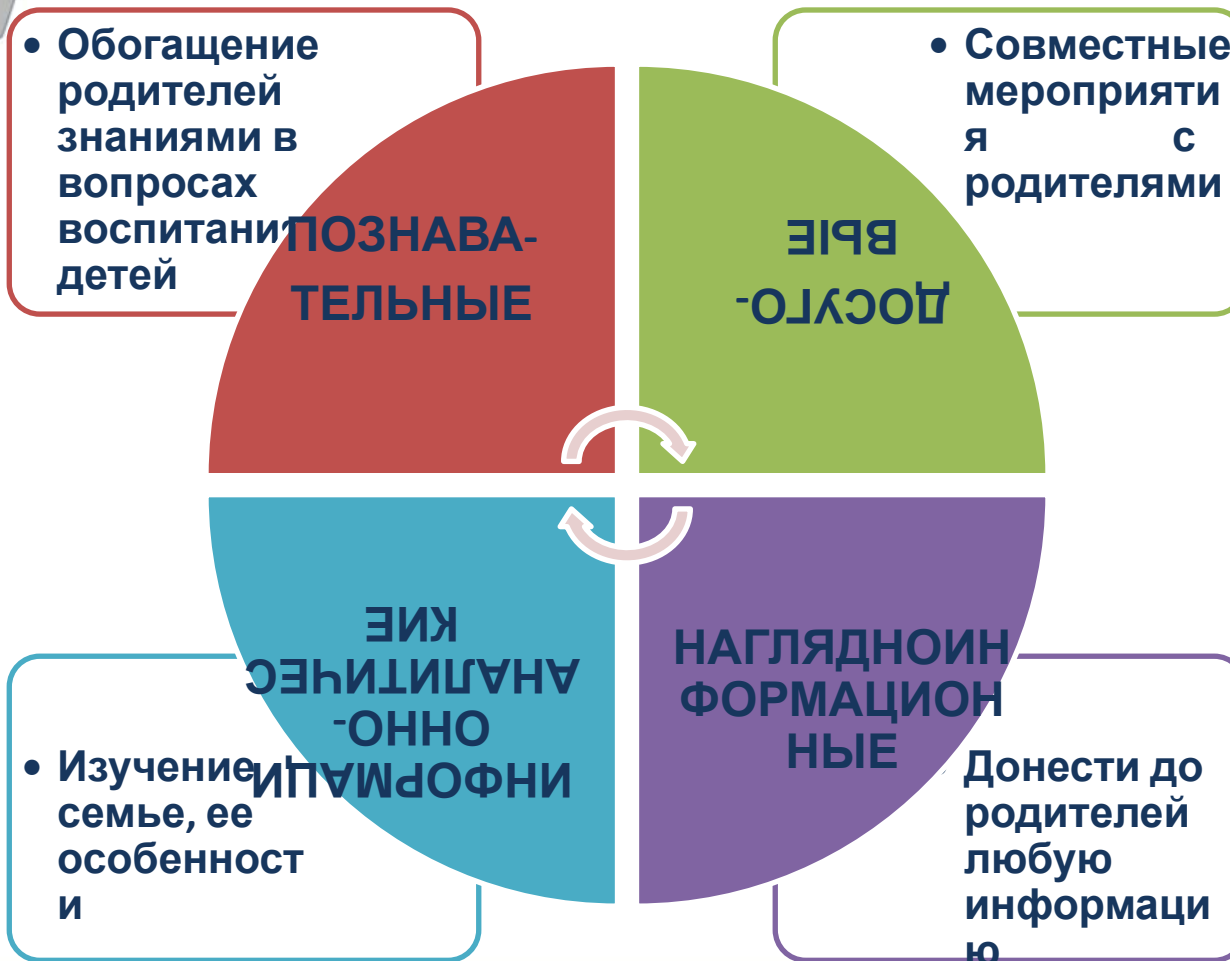 • Обогащение
родителей
знаниями в
вопросах
воспитания
детей
ПОЗНАВА-
ТЕЛЬНЫЕ
• Совместные
мероприяти
я с
родителями
ДОСУГО-
ВЫЕ
ИНФОРМАЦИ
ОННО-
АНАЛИТИЧЕС
КИЕ
• Изучение
семье, ее
особенност
и
НАГЛЯДНОИН
ФОРМАЦИОН
НЫЕ
Донести до
родителей
любую
информаци
ю